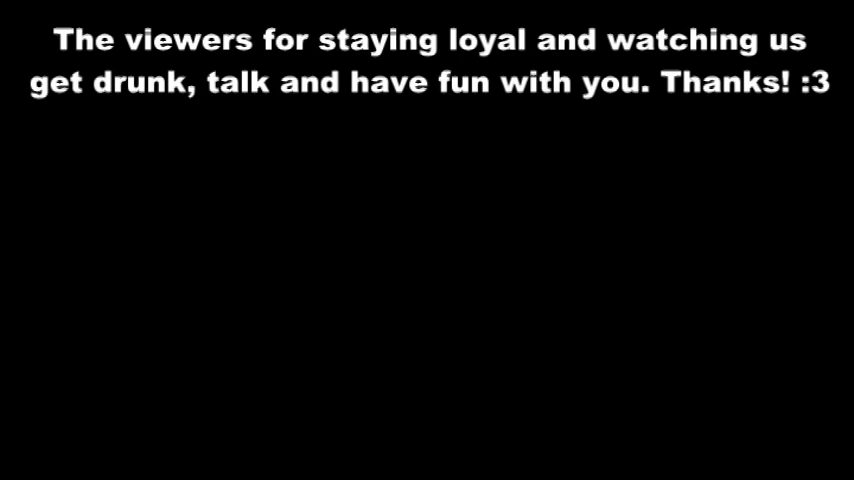 The viewers for staying loyal and watching us
get drunk, talk and have fun with you. Thanks! :3